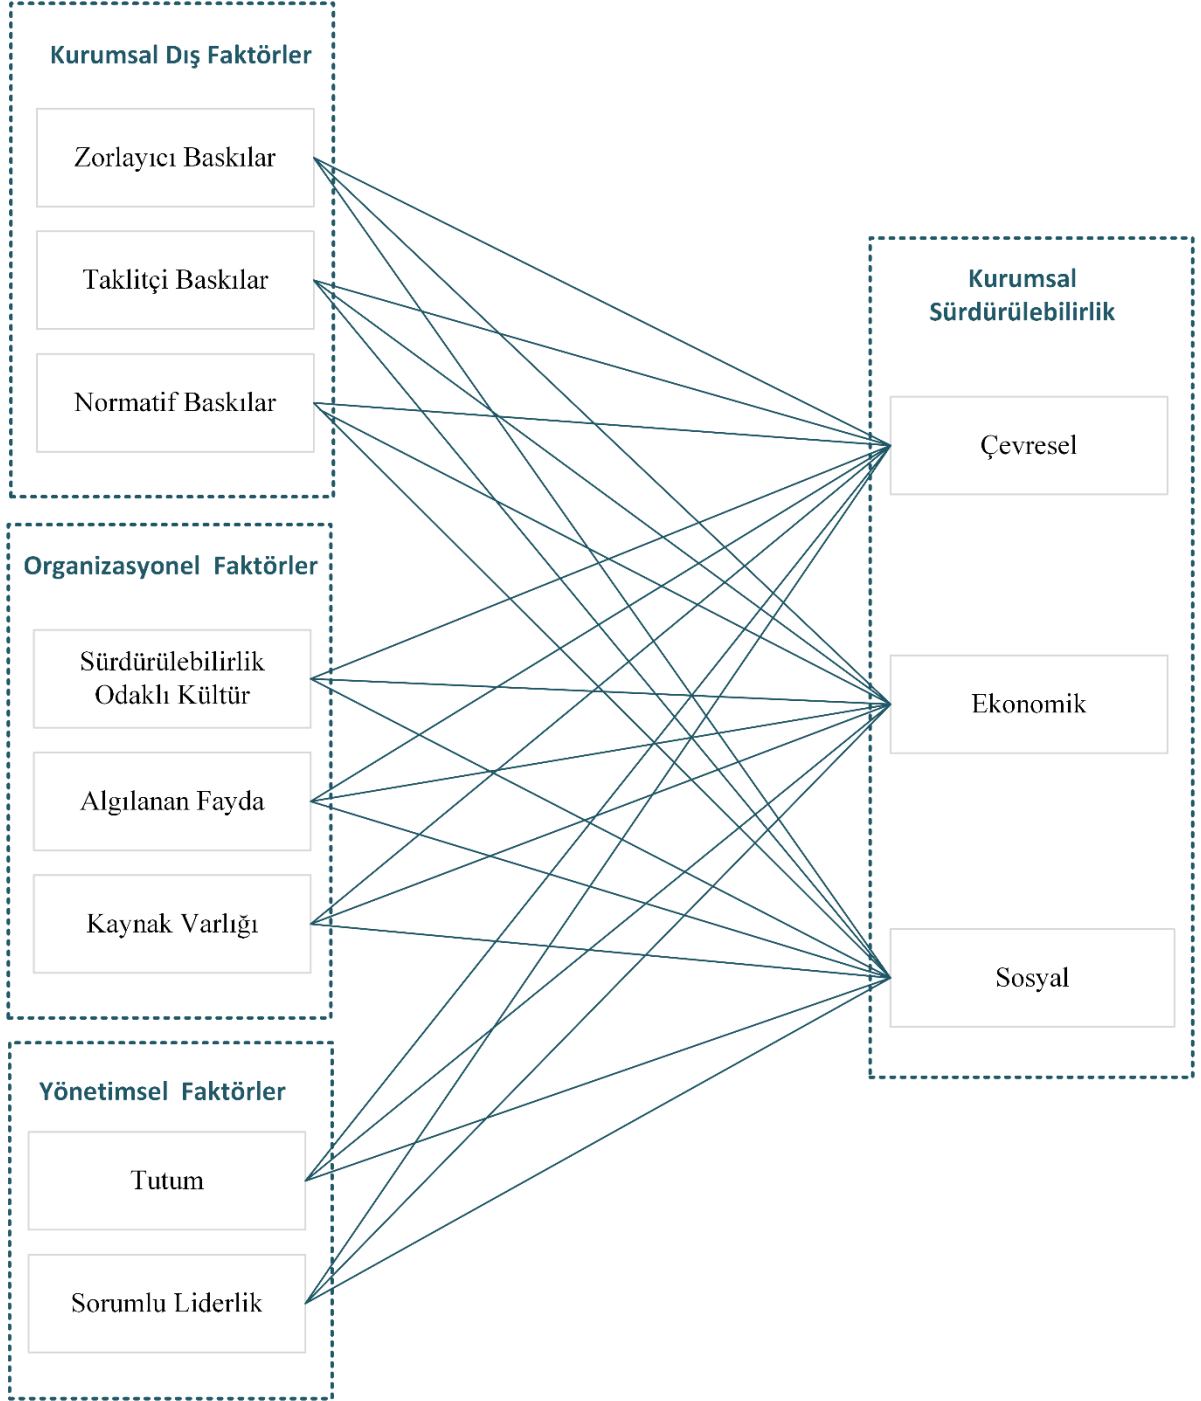 Kurumsal Dış Faktörler
Zorlayıcı Baskılar
Taklitçi Baskılar
Normatif Baskılar
Organizasyonel Faktörler
Sürdürülebilirlik
Odaklı Kültür
Algılanan Fayda
Kaynak Varlığı
Yönetimsel Faktörler
Tutum
Sorumlu Liderlik
Kurumsal
Sürdürülebilirlik
Çevresel
Ekonomik
Sosyal